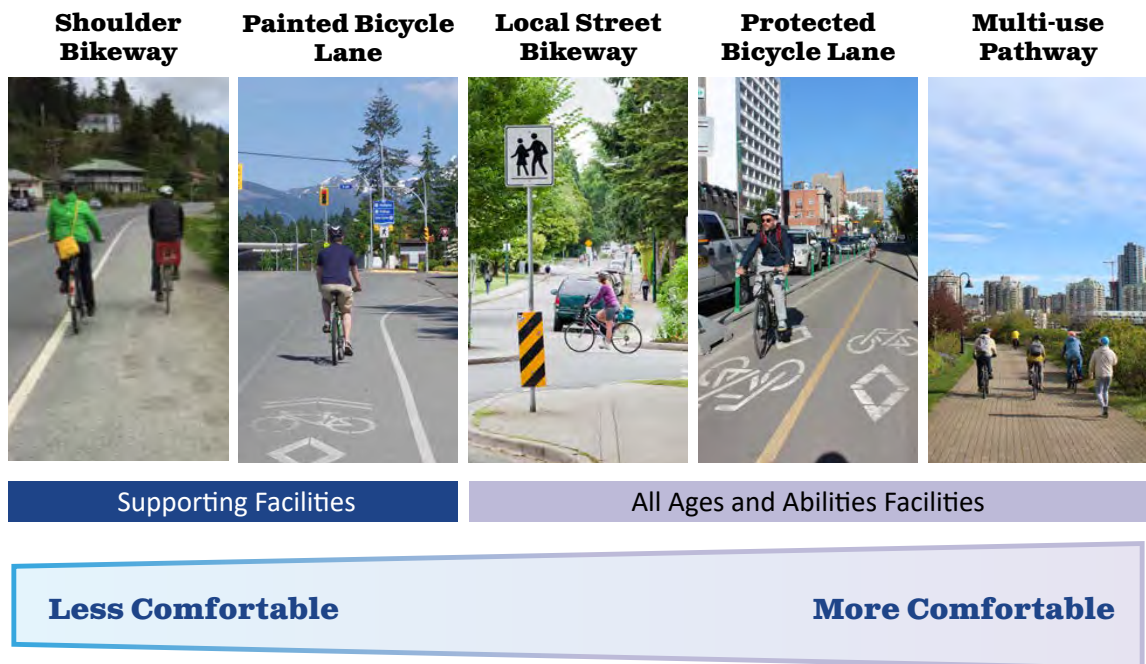 Shoulder
Bikeway
Painted Bicycle
Lane
Local Street
Bikeway
Protected
Bicycle Lane
Multi-use
Pathway
Supporting Facilities
All Ages and Abilities Facilities
Less Comfortable
More Comfortable